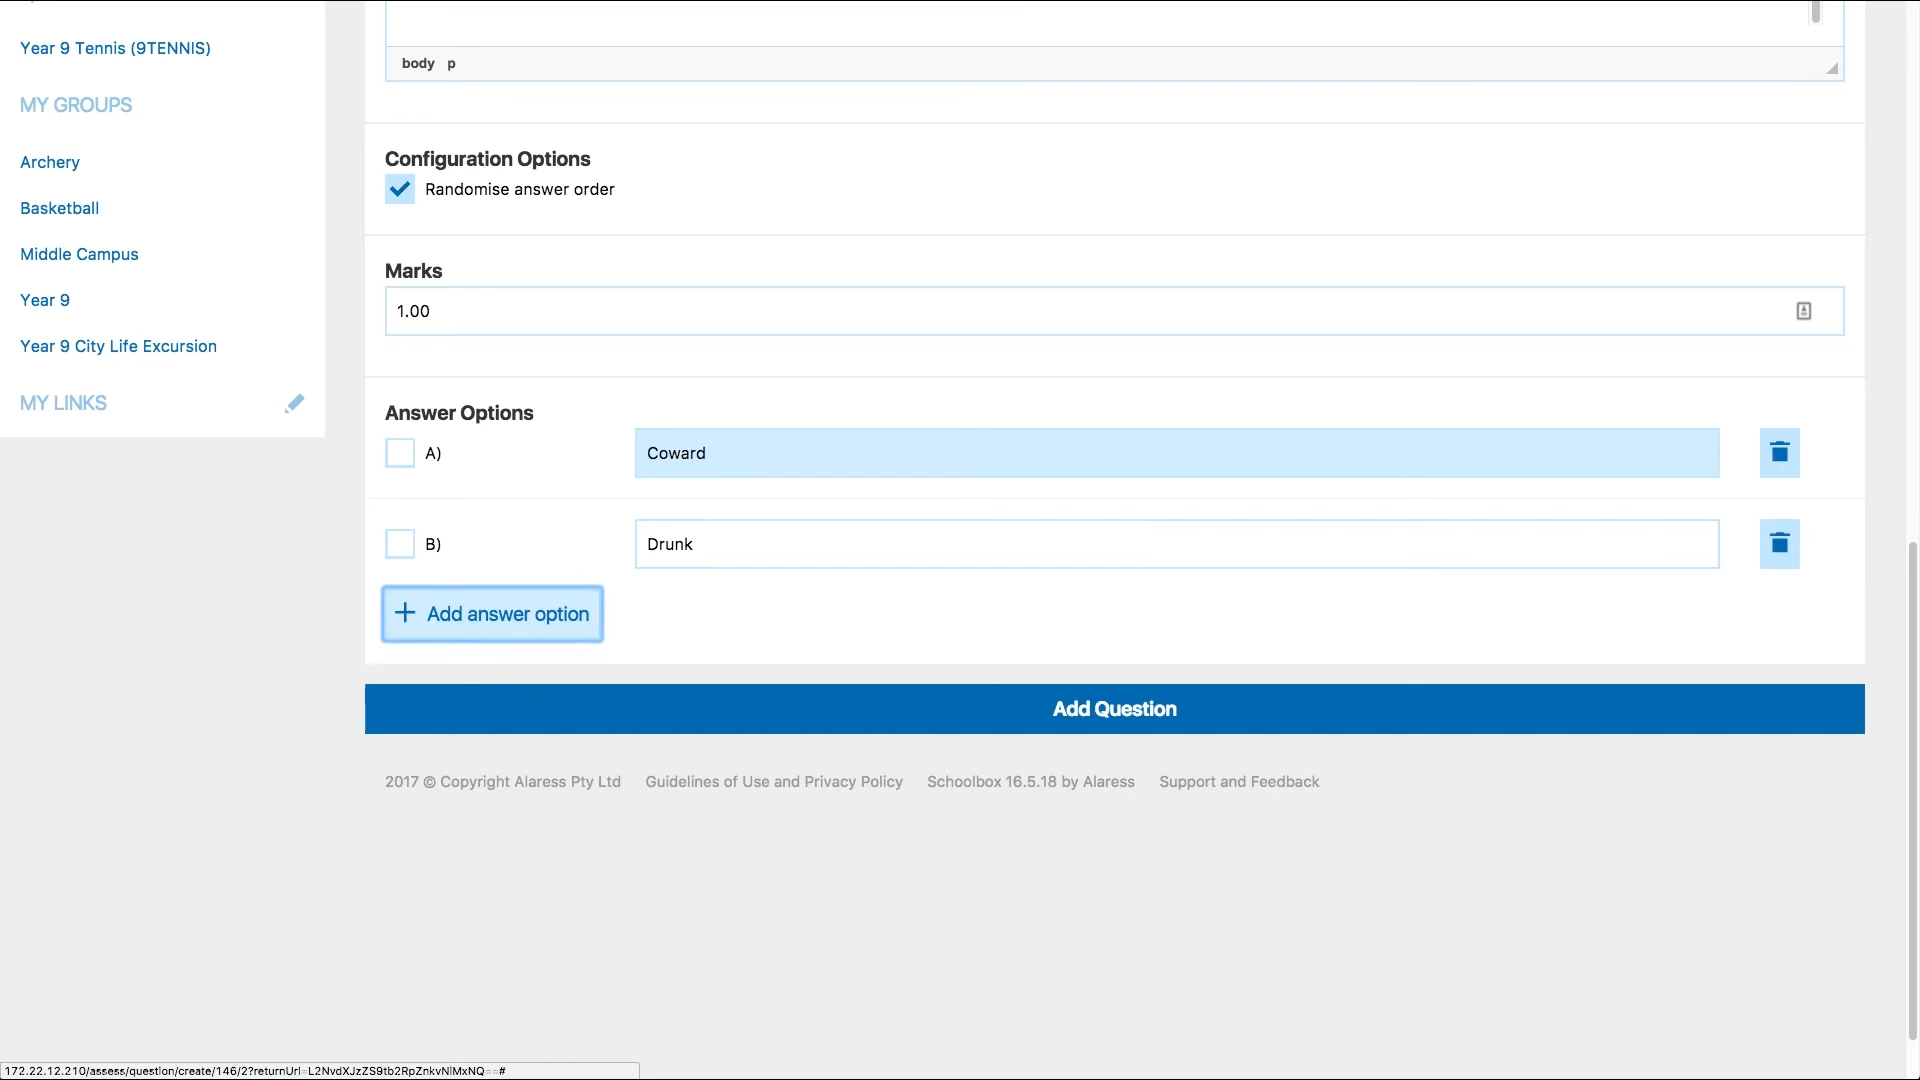 Year 9 Tennis (9TENNIS)
MY GROUPS
Archery
Basketball
Middle Campus
Year 9
Year 9 City Life Excursion
MY LINKS
body p
Configuration Options
Randomise answer order
Marks
1.00
Answer Options
A) Coward
B) Drunk
+ Add answer option
Add Question
2017 © Copyright Alaress Pty Ltd Guidelines of Use and Privacy Policy Schoolbox 16.5.18 by Alaress Support and Feedback
172.22.12.210/assess/question/create/146/2?returnUrl=L2NvdXJzZS9tb2RpZnkvNlMxNQ==#